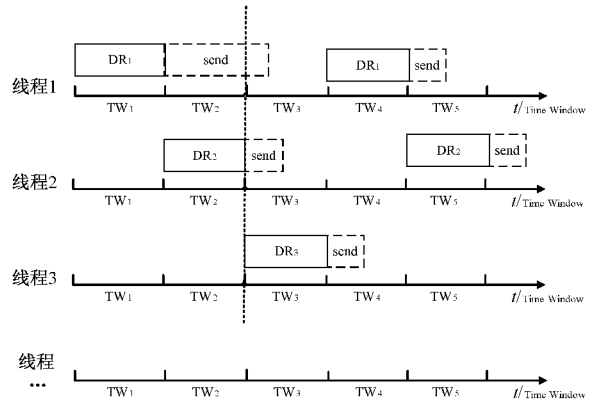 DR1 send DR1 send
线程1
TW1 TW2 TW3 TW4 TW5 t/Time Window
DR2 send DR2 send
线程2
TW1 TW2 TW3 TW4 TW5 t/Time Window
DR3 send
线程3
TW1 TW2 TW3 TW4 TW5 t/Time Window
线程
...
TW1 TW2 TW3 TW4 TW5 t/Time Window